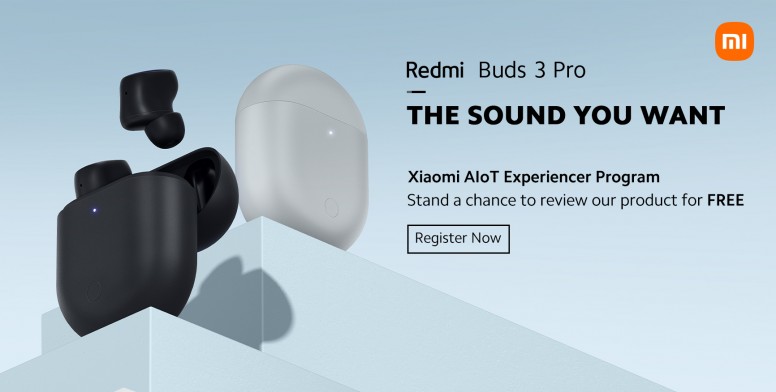 mi
Redmi Buds 3 Pro
THE SOUND YOU WANT
Xiaomi AIoT Experiencer Program
Stand a chance to review our product for FREE
Register Now